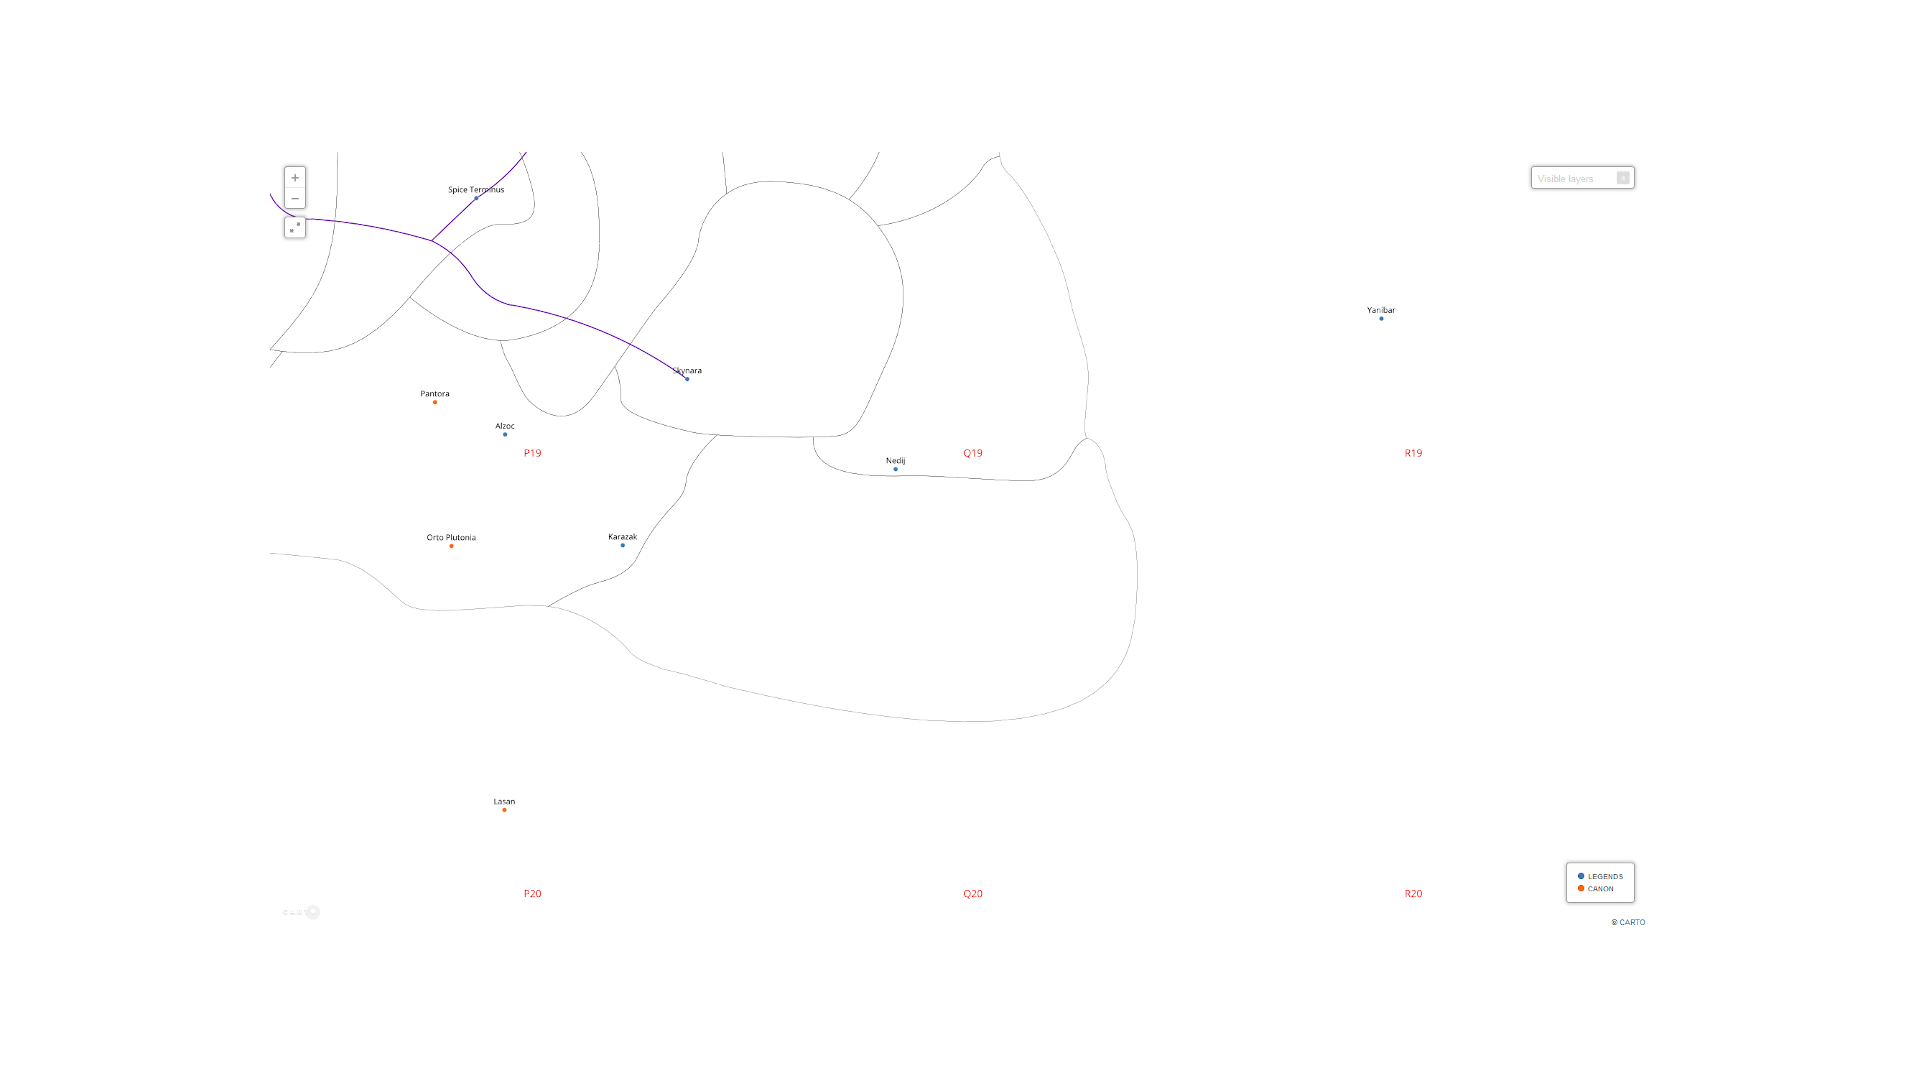 +
Spice Terminus
Visible layers
−
Yanibar
Skynara
Pantora
Alzoc
P19
Q19
R19
Nedij
Karazak
Orto Plutonia
Lasan
LEGENDS
CANON
P20
Q20
R20
CARTO
© CARTO